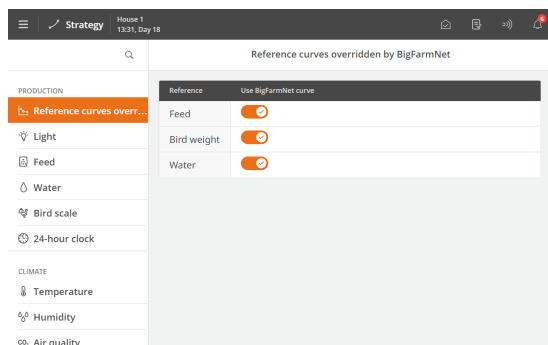 Strategy
House 1
13:31, Day 18
6
Reference curves overridden by BigFarmNet
PRODUCTION
Reference curves overr...
Light
Feed
Water
Bird scale
24-hour clock
CLIMATE
Temperature
Humidity
CO₂ Air quality
Reference Use BigFarmNet curve
Feed
Bird weight
Water